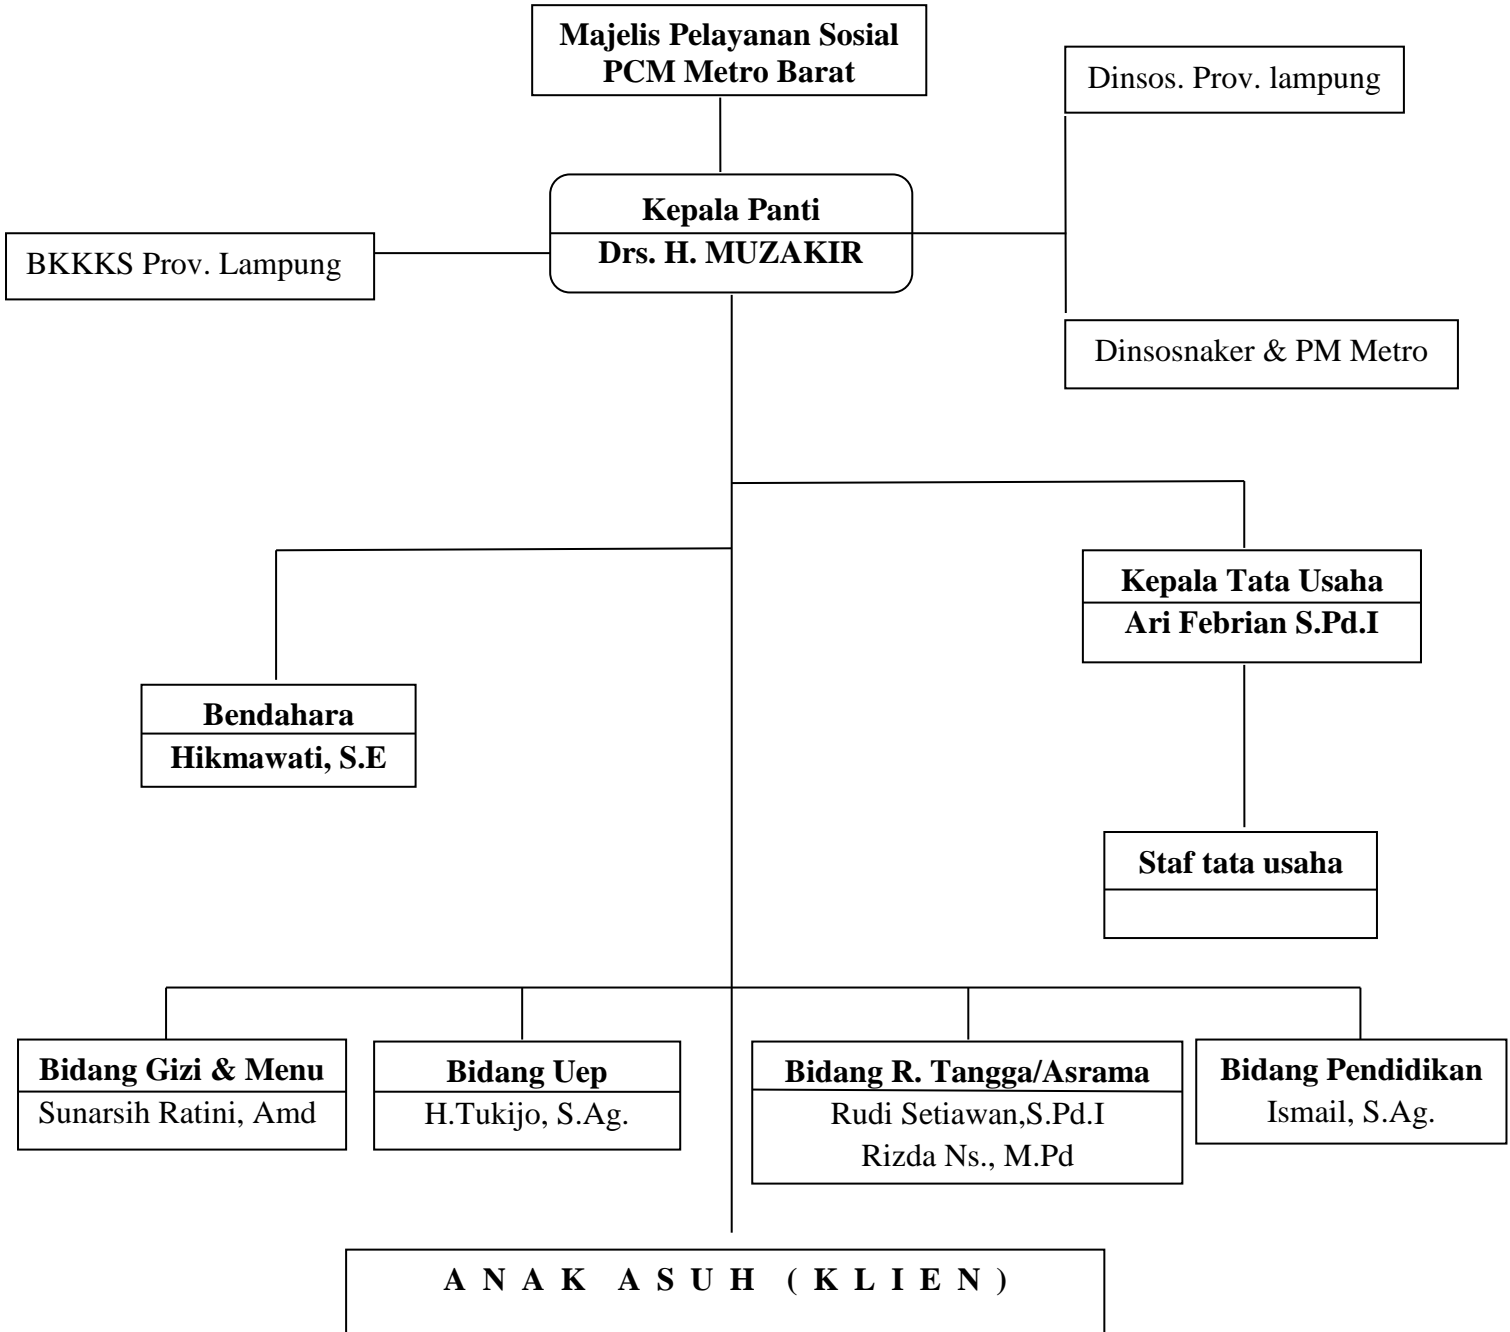 Majelis Pelayanan Sosial
PCM Metro Barat
Dinsos. Prov. lampung
Kepala Panti
Drs. H. MUZAKIR
BKKKS Prov. Lampung
Dinsosnaker & PM Metro
Kepala Tata Usaha
Ari Febrian S.Pd.I
Bendahara
Hikmawati, S.E
Staf tata usaha
Bidang Gizi & Menu
Sunarsih Ratini, Amd
Bidang Uep
H.Tukijo, S.Ag.
Bidang R. Tangga/Asrama
Rudi Setiawan,S.Pd.I
Rizda Ns., M.Pd
Bidang Pendidikan
Ismail, S.Ag.
A N A K A S U H ( K L I E N )